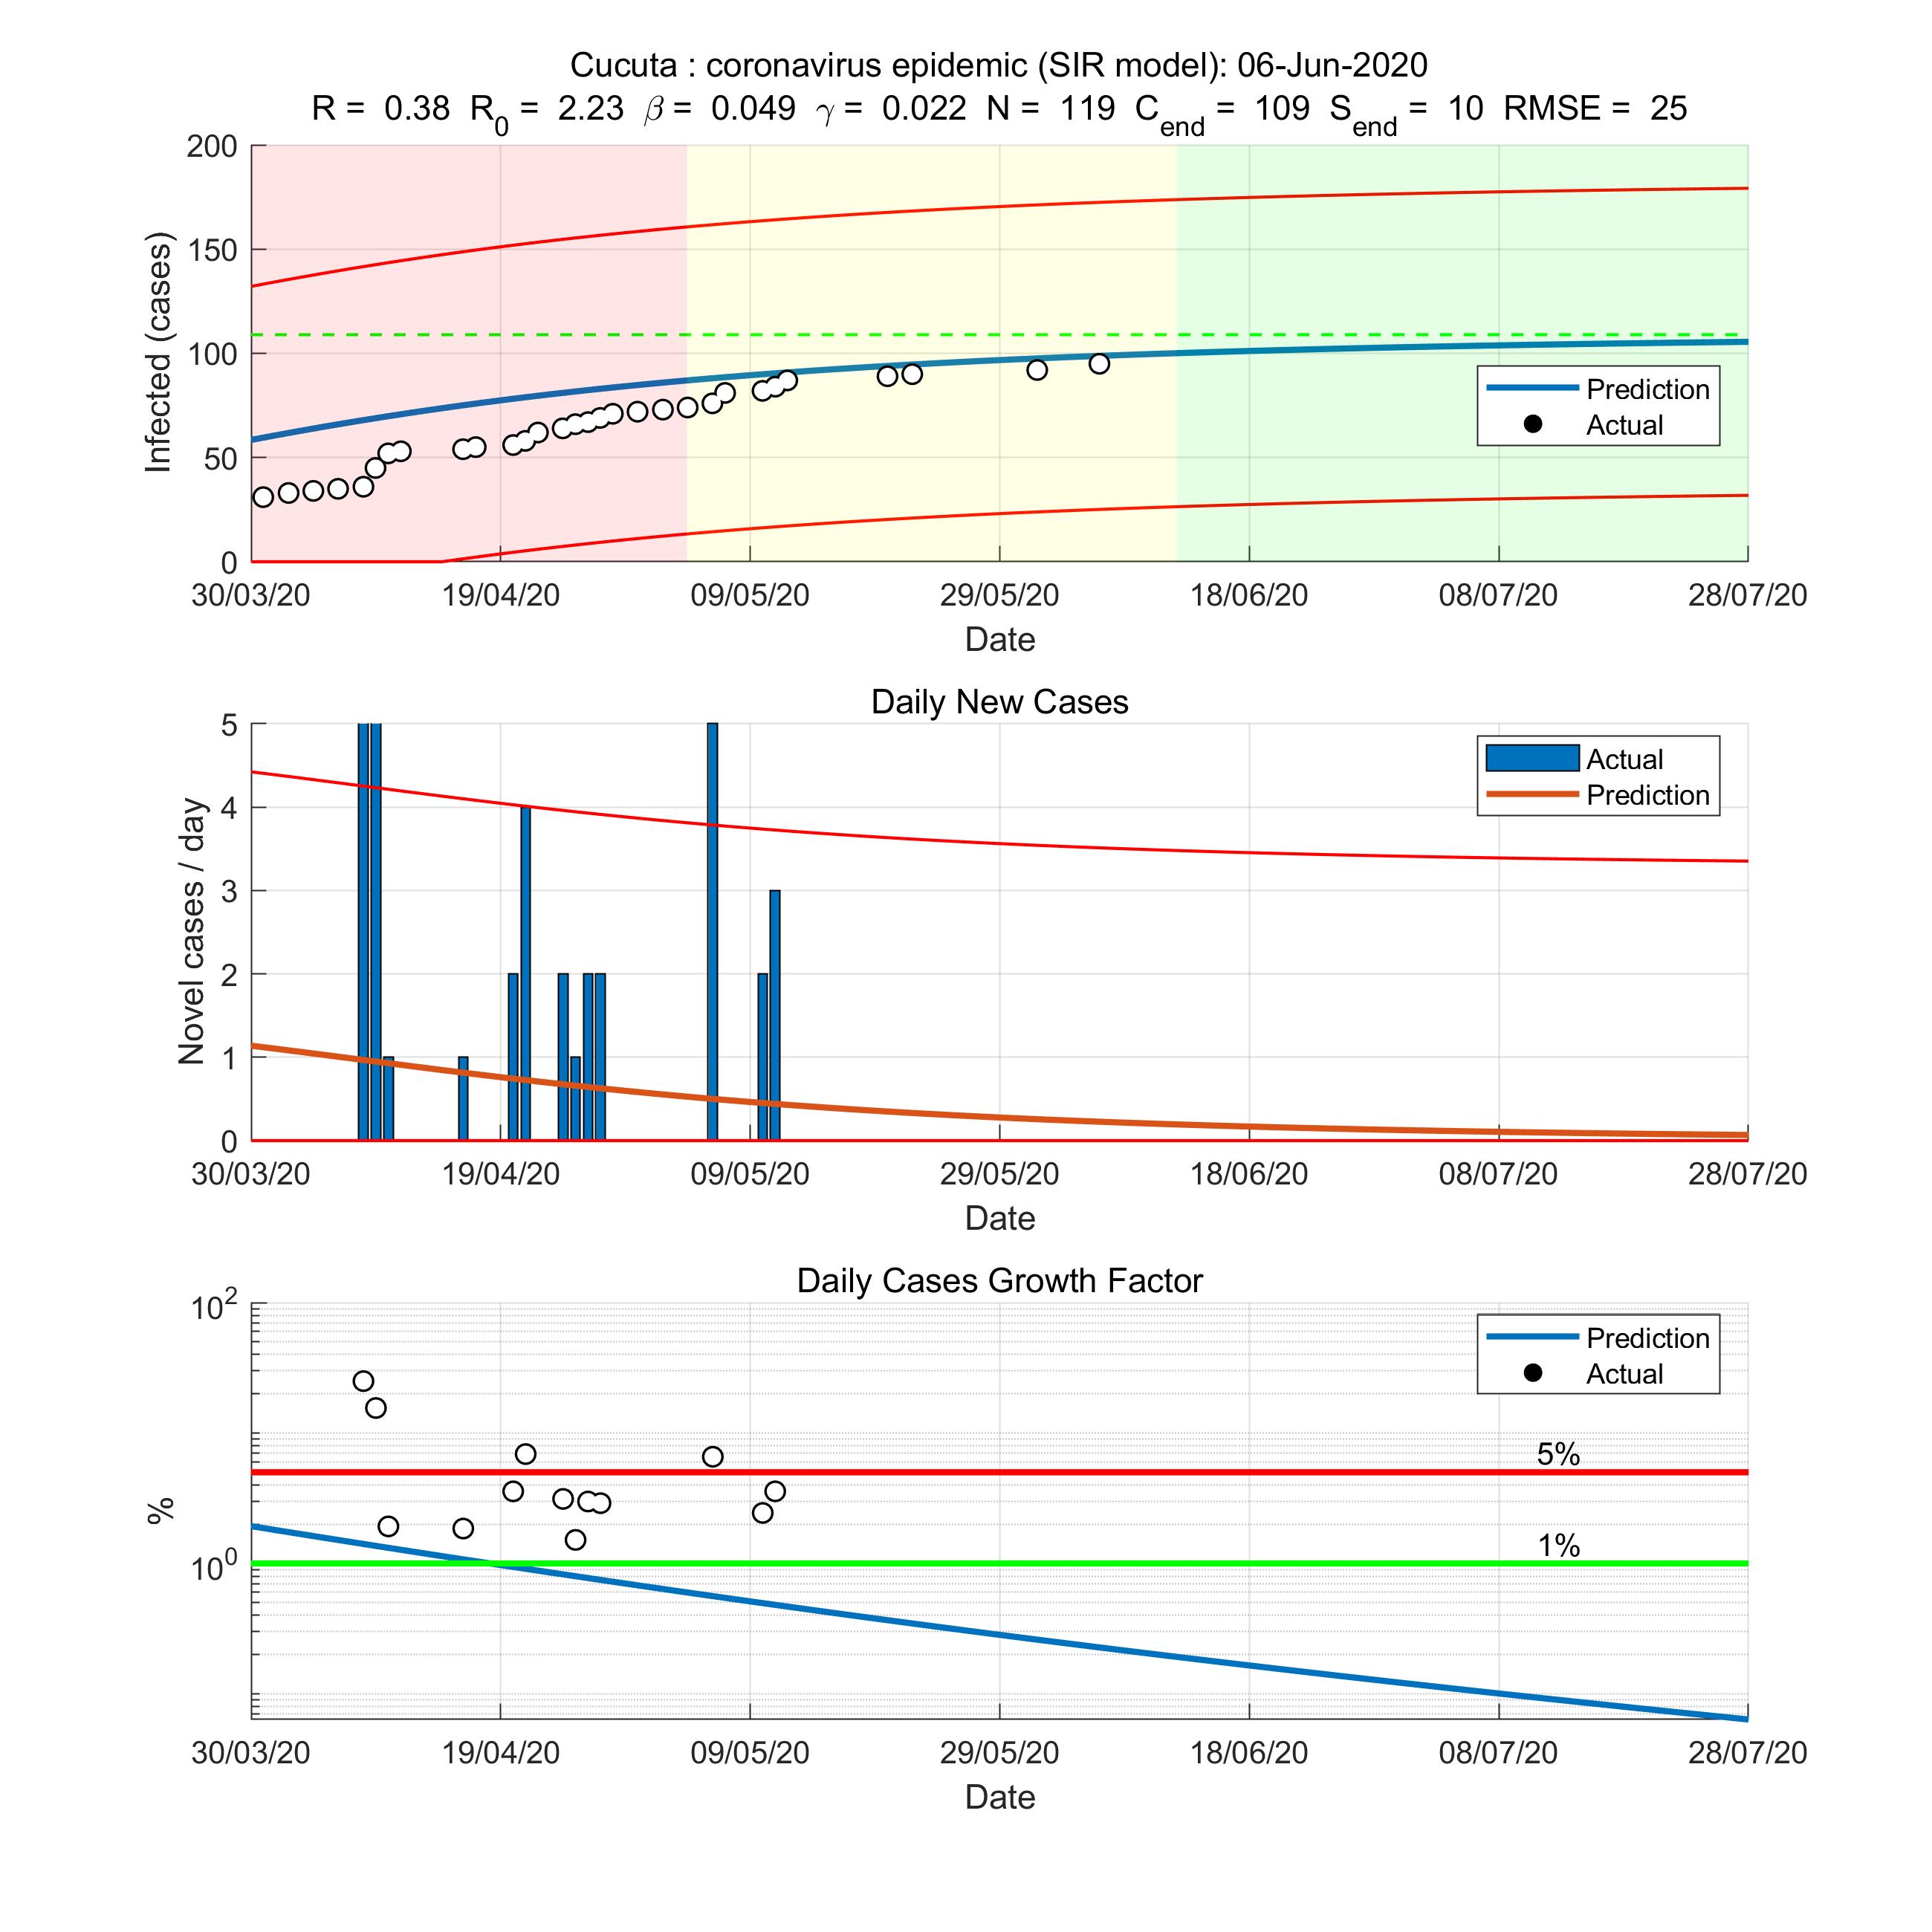 Cucuta : coronavirus epidemic (SIR model): 06-Jun-2020
R = 0.38 R0 = 2.23 β = 0.049 γ = 0.022 N = 119 Cend = 109 Send = 10 RMSE = 25
200
150
100
50
0
Infected (cases)
Prediction
Actual
30/03/20 19/04/20 09/05/20 29/05/20 18/06/20 08/07/20 28/07/20
Date
Daily New Cases
5
4
3
2
1
0
Novel cases / day
Actual
Prediction
30/03/20 19/04/20 09/05/20 29/05/20 18/06/20 08/07/20 28/07/20
Date
Daily Cases Growth Factor
10²
10⁰
%
Prediction
Actual
5%
1%
30/03/20 19/04/20 09/05/20 29/05/20 18/06/20 08/07/20 28/07/20
Date